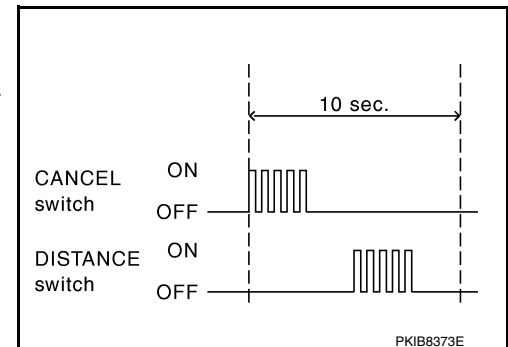 10 sec.
CANCEL
switch
ON
OFF
DISTANCE
switch
ON
OFF
PKIB8373E